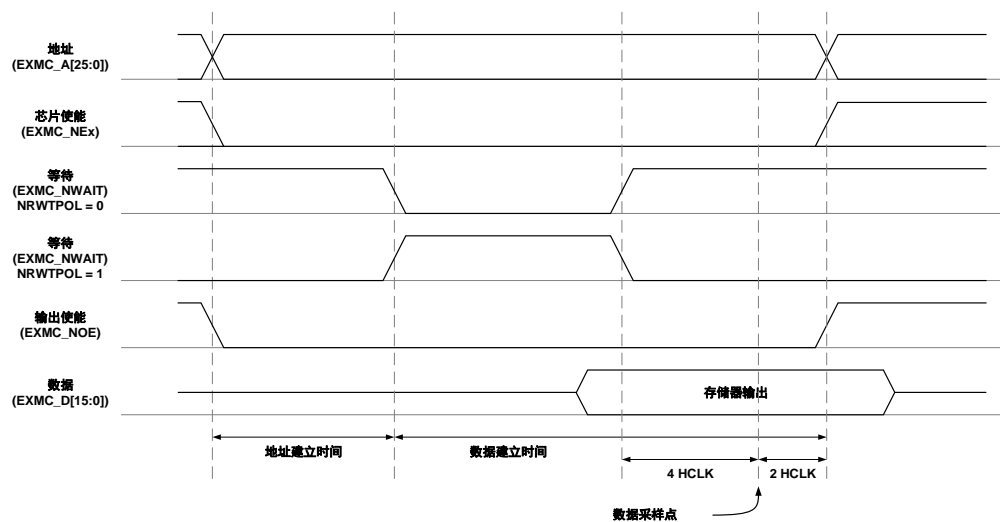 地址
(EXMC_A[25:0])
芯片使能
(EXMC_NEx)
等待
(EXMC_NWAIT)
NRWTPOL = 0
等待
(EXMC_NWAIT)
NRWTPOL = 1
输出使能
(EXMC_NOE)
数据
(EXMC_D[15:0])
存储器输出
地址建立时间
数据建立时间
4 HCLK
2 HCLK
数据采样点